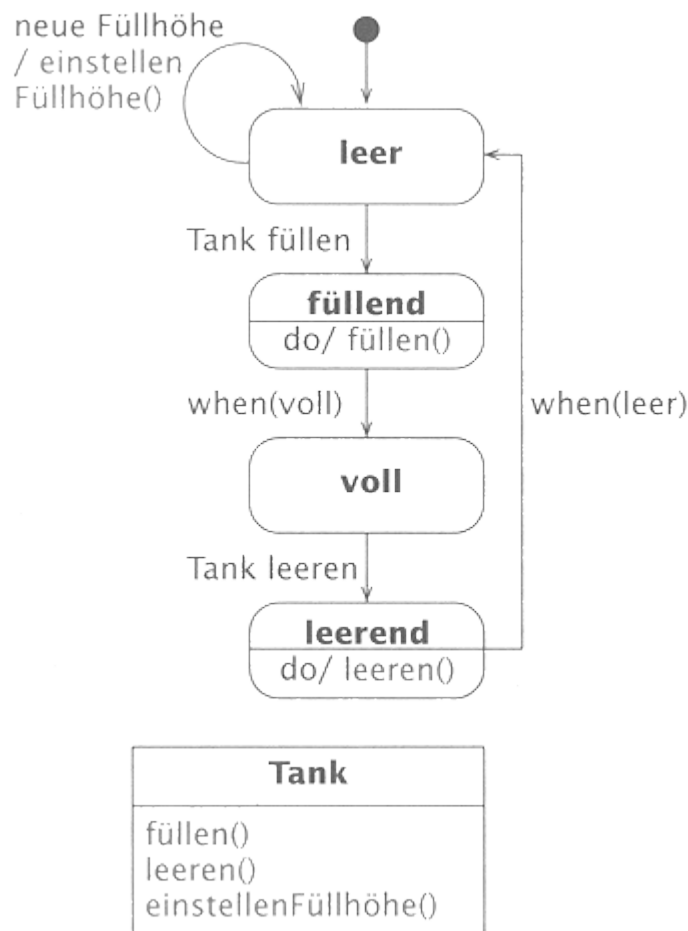 neue Füllhöhe
/ einstellen
Füllhöhe()
leer
Tank füllen
füllend
do/ füllen()
when(voll)
when(leer)
voll
Tank leeren
leerend
do/ leeren()
Tank
füllen()
leeren()
einstellenFüllhöhe()